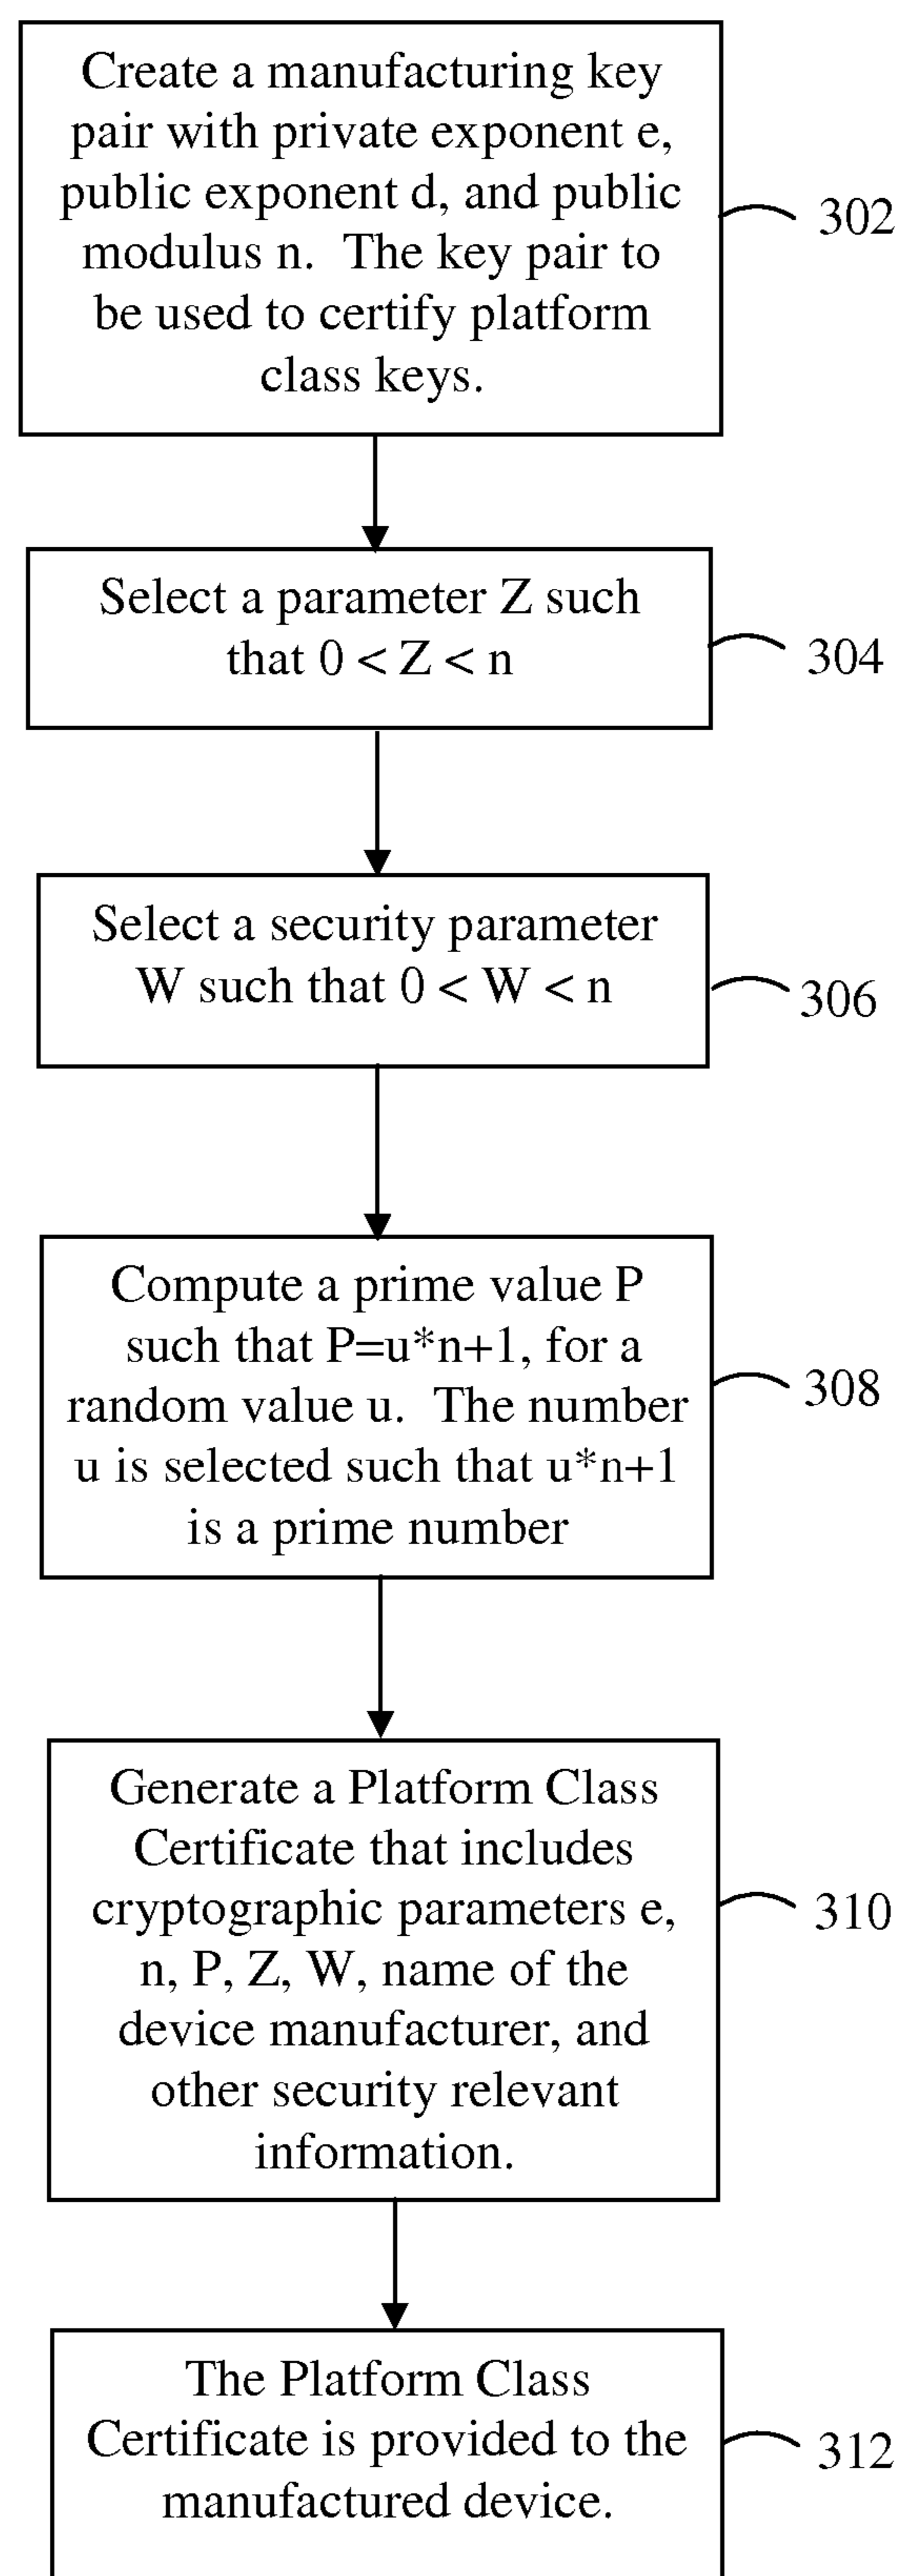 Create a manufacturing key
pair with private exponent e,
public exponent d, and public
modulus n.  The key pair to
be used to certify platform
class keys.
302
Select a parameter Z such
that 0 < Z < n
304
Select a security parameter
W such that 0 < W < n
306
Compute a prime value P
such that P=u*n+1, for a
random value u.  The number
u is selected such that u*n+1
is a prime number
308
Generate a Platform Class
Certificate that includes
cryptographic parameters e,
n, P, Z, W, name of the
device manufacturer, and
other security relevant
information.
310
The Platform Class
Certificate is provided to the
manufactured device.
312